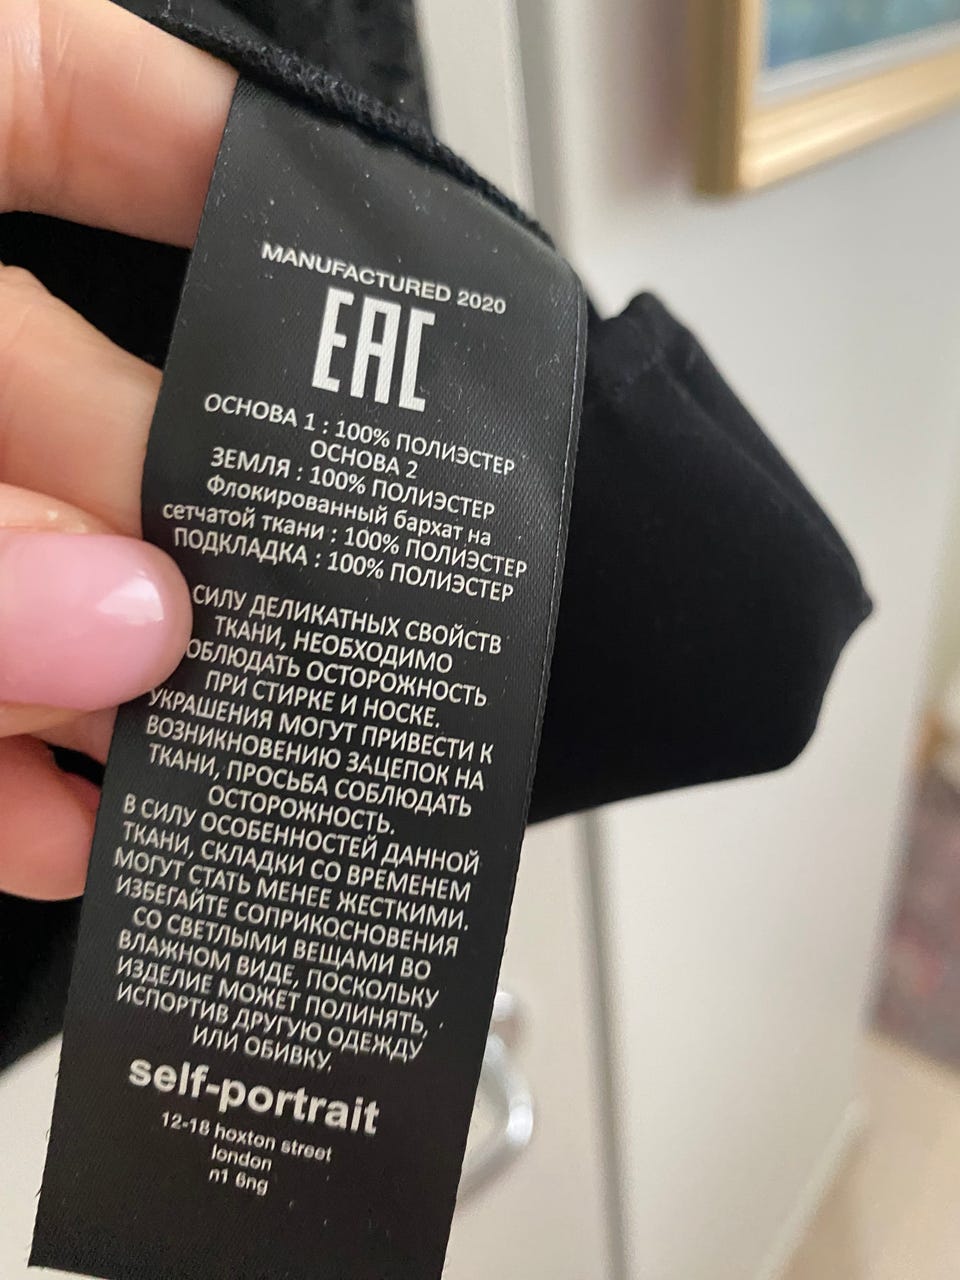 MANUFACTURED 2020
EAC
ОСНОВА 1 : 100% ПОЛИЭСТЕР
ОСНОВА 2
ЗЕМЛЯ : 100% ПОЛИЭСТЕР
Флокированный бархат на
сетчатой ткани : 100% ПОЛИЭСТЕР
ПОДКЛАДКА : 100% ПОЛИЭСТЕР
СИЛУ ДЕЛИКАТНЫХ СВОЙСТВ
ТКАНИ, НЕОБХОДИМО
ОБЛЮДАТЬ ОСТОРОЖНОСТЬ
ПРИ СТИРКЕ И НОСКЕ.
УКРАШЕНИЯ МОГУТ ПРИВЕСТИ К
ВОЗНИКНОВЕНИЮ ЗАЦЕПОК НА
ТКАНИ, ПРОСЬБА СОБЛЮДАТЬ
ОСТОРОЖНОСТЬ.
В СИЛУ ОСОБЕННОСТЕЙ ДАННОЙ
ТКАНИ, СКЛАДКИ СО ВРЕМЕНЕМ
МОГУТ СТАТЬ МЕНЕЕ ЖЕСТКИМИ.
ИЗБЕГАЙТЕ СОПРИКОСНОВЕНИЯ
СО СВЕТЛЫМИ ВЕЩАМИ ВО
ВЛАЖНОМ ВИДЕ, ПОСКОЛЬКУ
ИЗДЕЛИЕ МОЖЕТ ПОЛИНЯТЬ,
ИСПОРТИВ ДРУГУЮ ОДЕЖДУ
ИЛИ ОБИВКУ.
self-portrait
12-18 hoxton street
london
n1 6ng